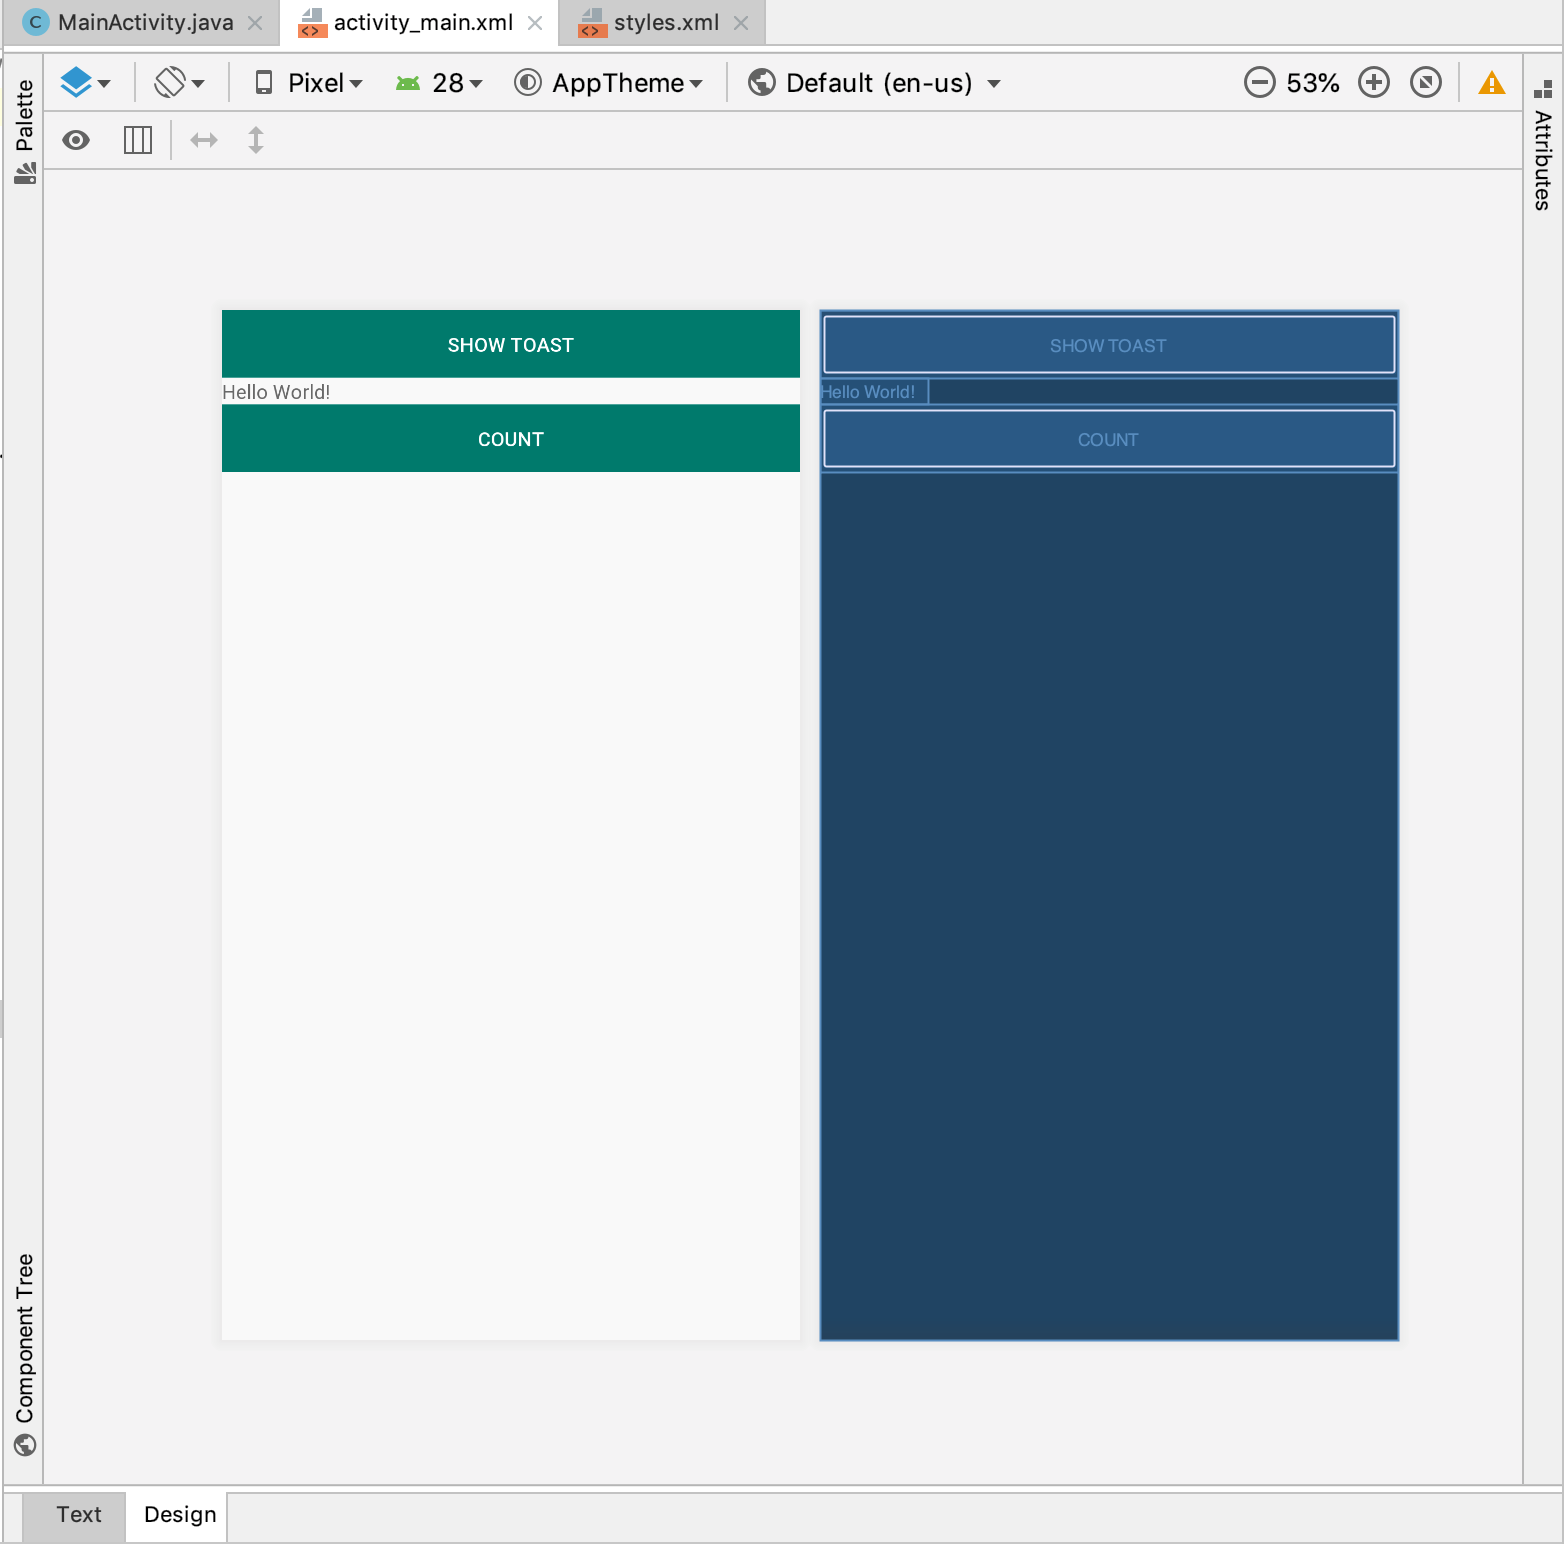 MainActivity.java
activity_main.xml
styles.xml
Palette
Pixel
28
AppTheme
Default (en-us)
53%
Attributes
SHOW TOAST
Hello World!
COUNT
SHOW TOAST
Hello World!
COUNT
Component Tree
Text
Design